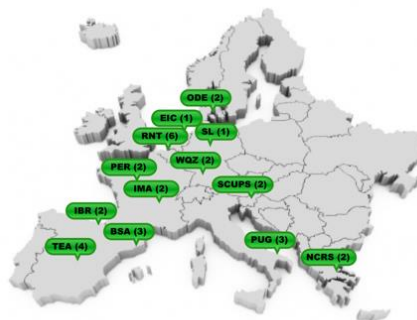 ODE (2)
EIC (1)
RNT (6)
SL (1)
PER (2)
WQZ (2)
IMA (2)
SCUPS (2)
IBR (2)
BSA (3)
TEA (4)
PUG (3)
NCRS (2)